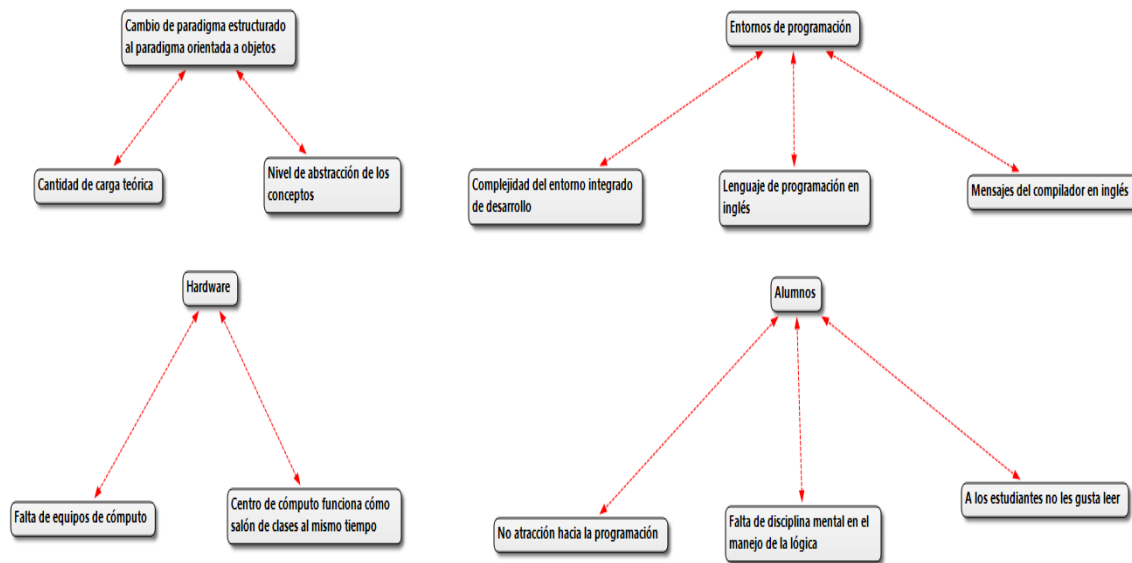 Cambio de paradigma estructurado
al paradigma orientada a objetos
Cantidad de carga teórica
Nivel de abstracción de los
conceptos
Entornos de programación
Complejidad del entorno integrado
de desarrollo
Lenguaje de programación en
inglés
Mensajes del compilador en inglés
Hardware
Falta de equipos de cómputo
Centro de cómputo funciona cómo
salón de clases al mismo tiempo
Alumnos
No atracción hacia la programación
Falta de disciplina mental en el
manejo de la lógica
A los estudiantes no les gusta leer